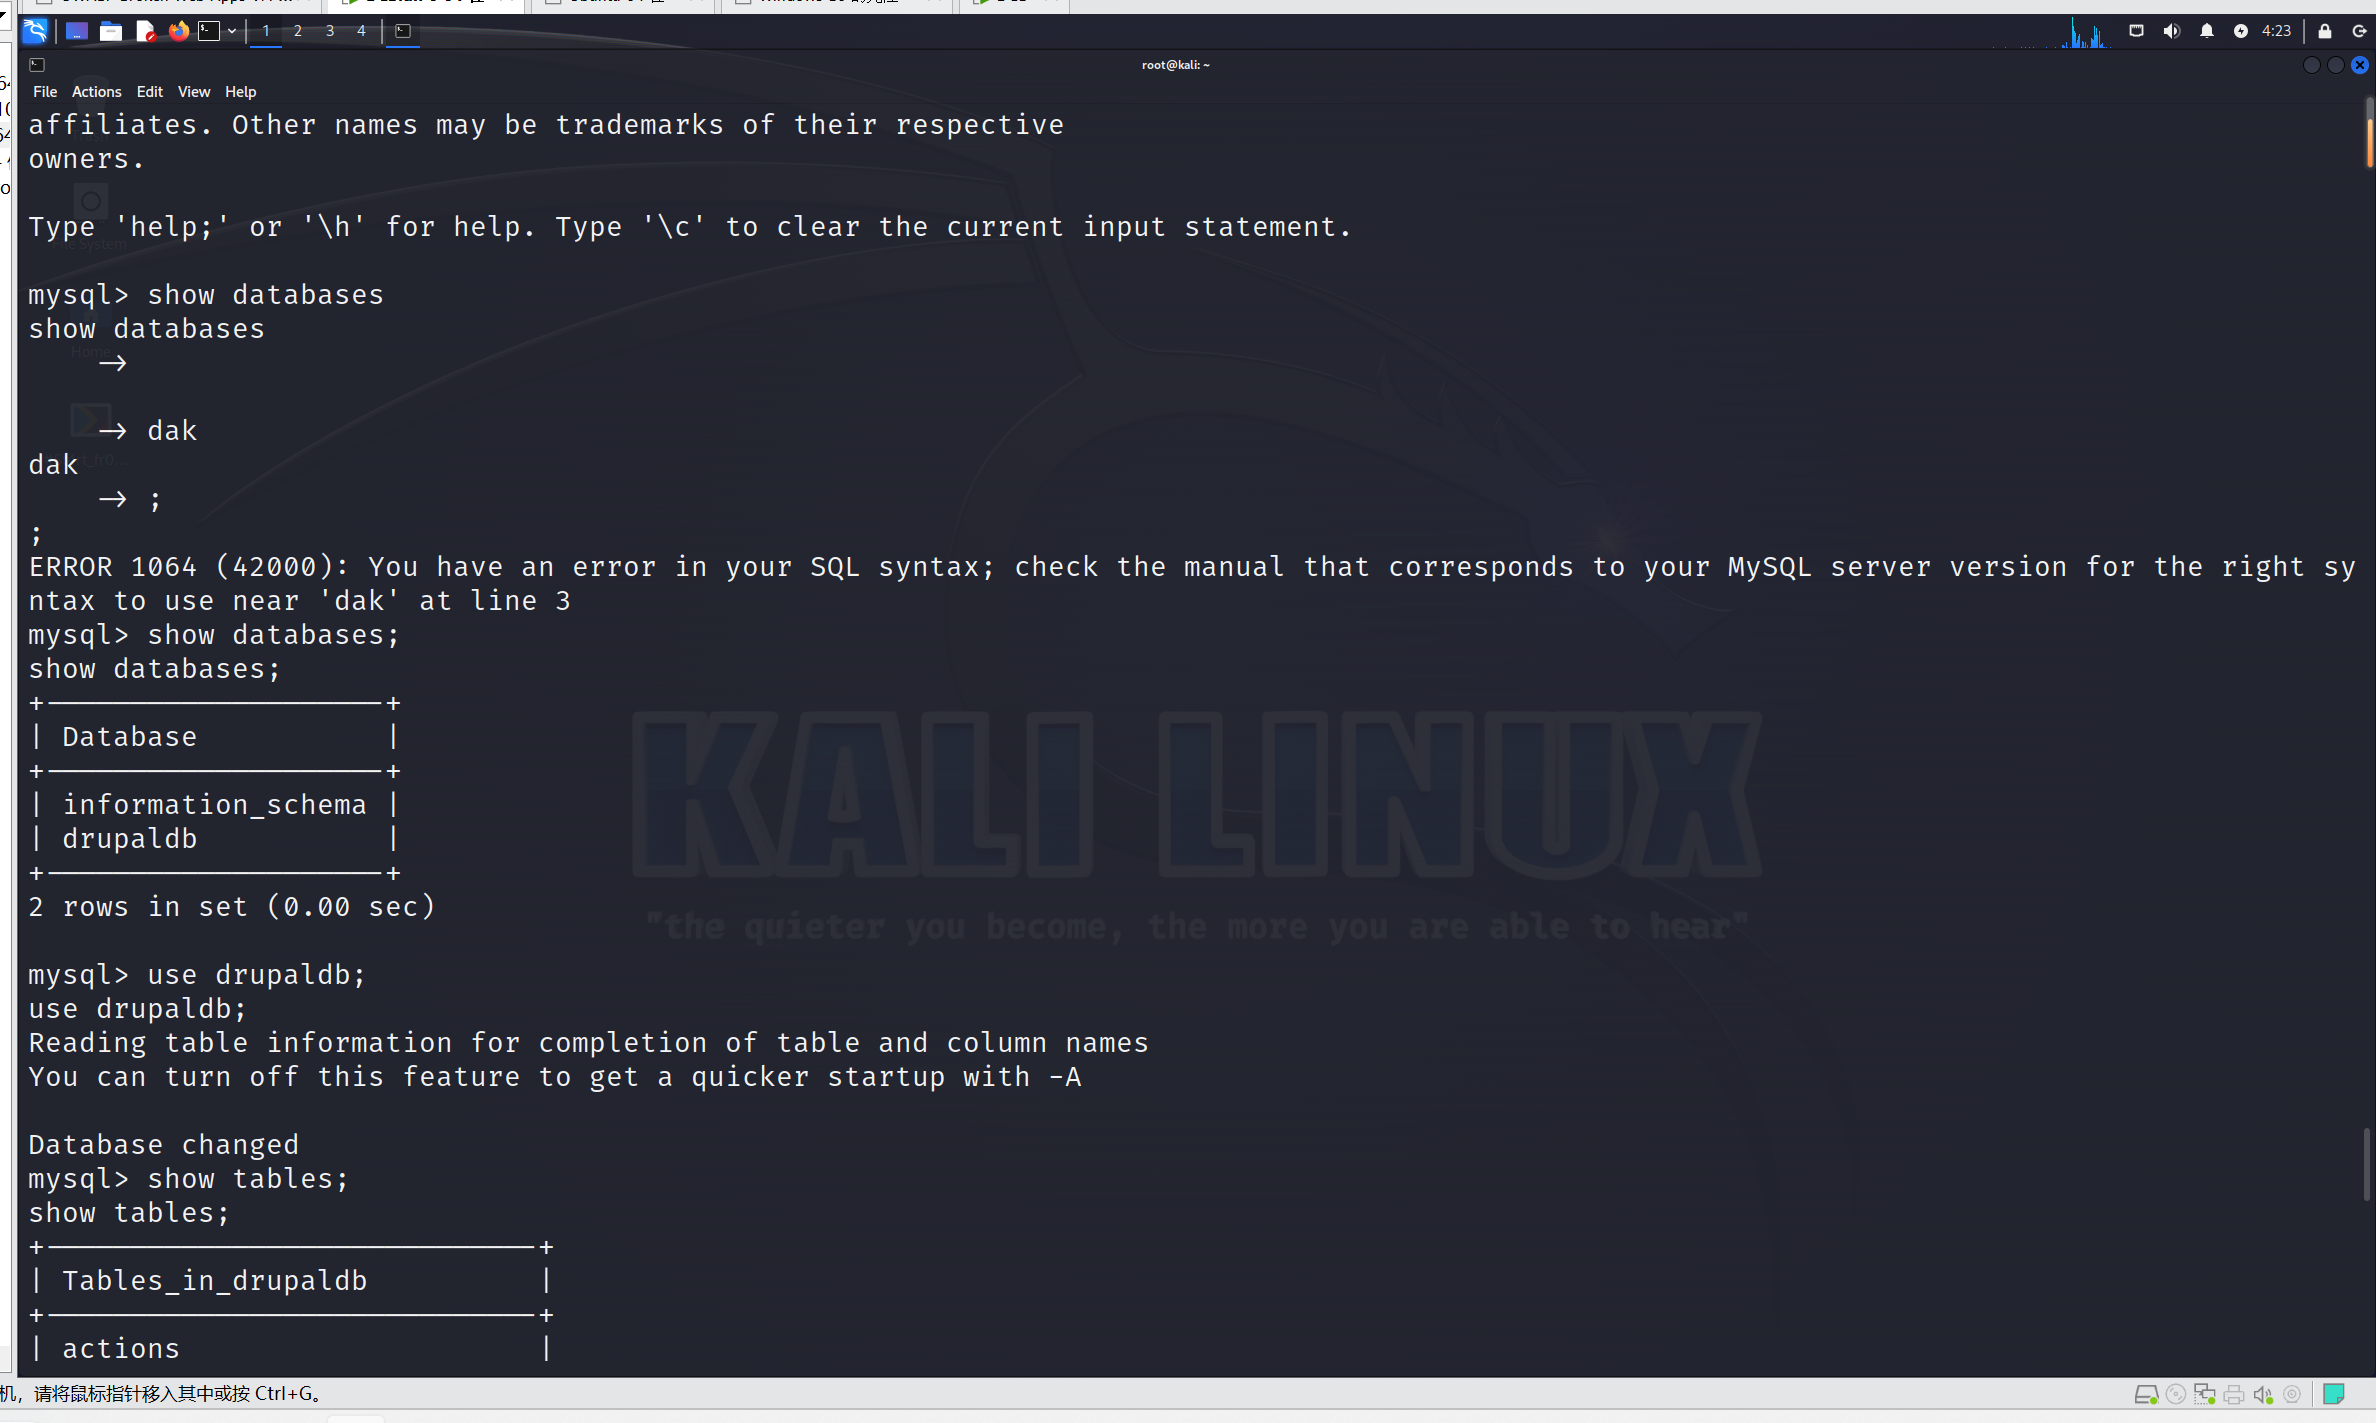 1 2 3 4
4:23
root@kali: ~
File Actions Edit View Help
affiliates. Other names may be trademarks of their respective
owners.
Type 'help;' or '\h' for help. Type '\c' to clear the current input statement.
mysql> show databases
show databases
->
-> dak
dak
-> ;
;
ERROR 1064 (42000): You have an error in your SQL syntax; check the manual that corresponds to your MySQL server version for the right sy
ntax to use near 'dak' at line 3
mysql> show databases;
show databases;
+--------------------+
| Database |
+--------------------+
| information_schema |
| drupaldb |
+--------------------+
2 rows in set (0.00 sec)
KALI LINUX
"the quieter you become, the more you are able to hear"
mysql> use drupaldb;
use drupaldb;
Reading table information for completion of table and column names
You can turn off this feature to get a quicker startup with -A
Database changed
mysql> show tables;
show tables;
+-----------------------------+
| Tables_in_drupaldb |
+-----------------------------+
| actions |
File System
Home
机，请将鼠标指针移入其中或按 Ctrl+G。